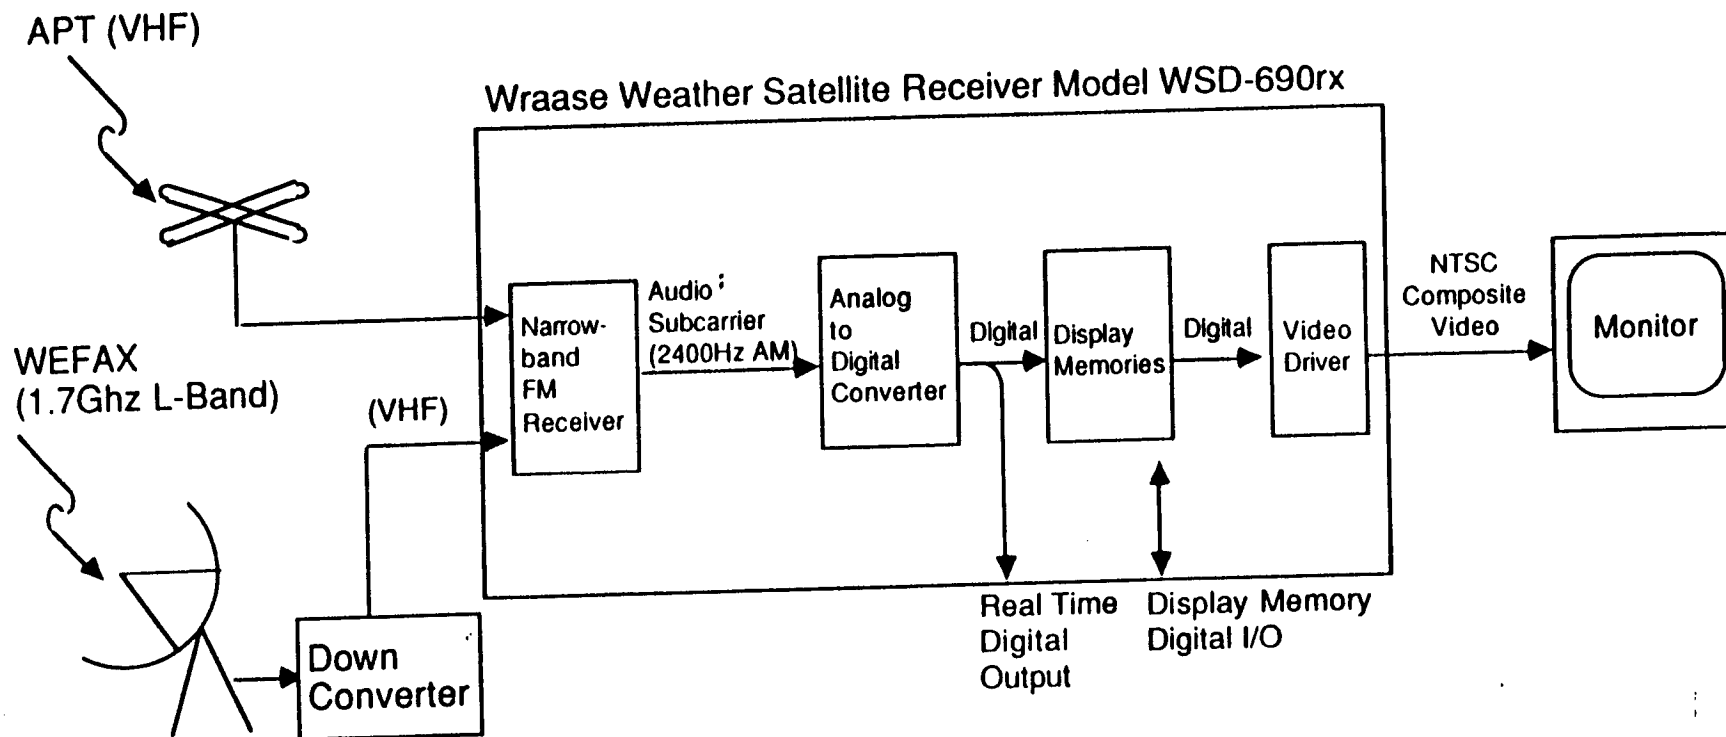 APT (VHF)
Wraase Weather Satellite Receiver Model WSD-690rx
WEFAX
(1.7Ghz L-Band)
(VHF)
Narrow-
band
FM
Receiver
Audio
Subcarrier
(2400Hz AM)
Analog
to
Digital
Converter
Digital
Display
Memories
Digital
Video
Driver
NTSC
Composite
Video
Monitor
Down
Converter
Real Time
Digital
Output
Display Memory
Digital I/O